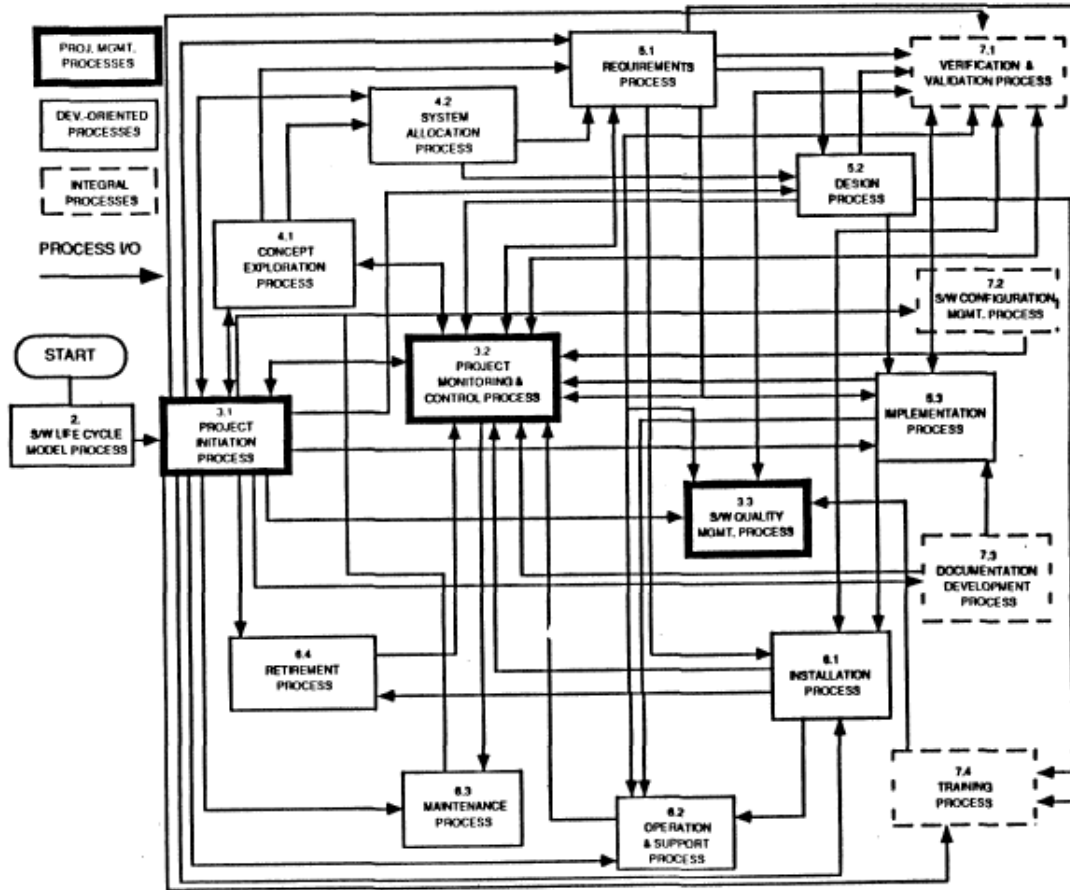 PROJ. MGMT.
PROCESSES
DEV.-ORIENTED
PROCESSES
INTEGRAL
PROCESSES
PROCESS I/O
START
2.
S/W LIFE CYCLE
MODEL PROCESS
3.1
PROJECT
INITIATION
PROCESS
4.1
CONCEPT
EXPLORATION
PROCESS
4.2
SYSTEM
ALLOCATION
PROCESS
5.1
REQUIREMENTS
PROCESS
7.1
VERIFICATION &
VALIDATION PROCESS
5.2
DESIGN
PROCESS
7.2
S/W CONFIGURATION
MGMT. PROCESS
3.2
PROJECT
MONITORING &
CONTROL PROCESS
5.3
IMPLEMENTATION
PROCESS
3.3
S/W QUALITY
MGMT. PROCESS
7.3
DOCUMENTATION
DEVELOPMENT
PROCESS
6.4
RETIREMENT
PROCESS
6.1
INSTALLATION
PROCESS
6.3
MAINTENANCE
PROCESS
6.2
OPERATION
& SUPPORT
PROCESS
7.4
TRAINING
PROCESS